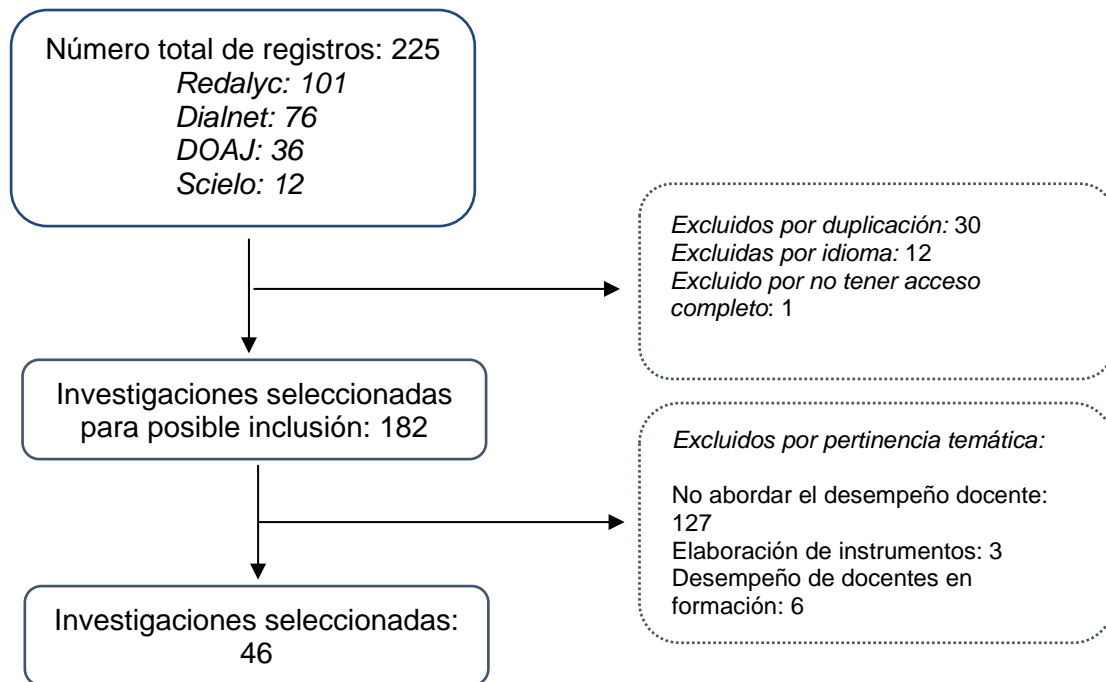 Número total de registros: 225
Redalyc: 101
Dialnet: 76
DOAJ: 36
Scielo: 12
Excluidos por duplicación: 30
Excluidas por idioma: 12
Excluido por no tener acceso
completo: 1
Investigaciones seleccionadas
para posible inclusión: 182
Excluidos por pertinencia temática:
No abordar el desempeño docente:
127
Elaboración de instrumentos: 3
Desempeño de docentes en
formación: 6
Investigaciones seleccionadas:
46